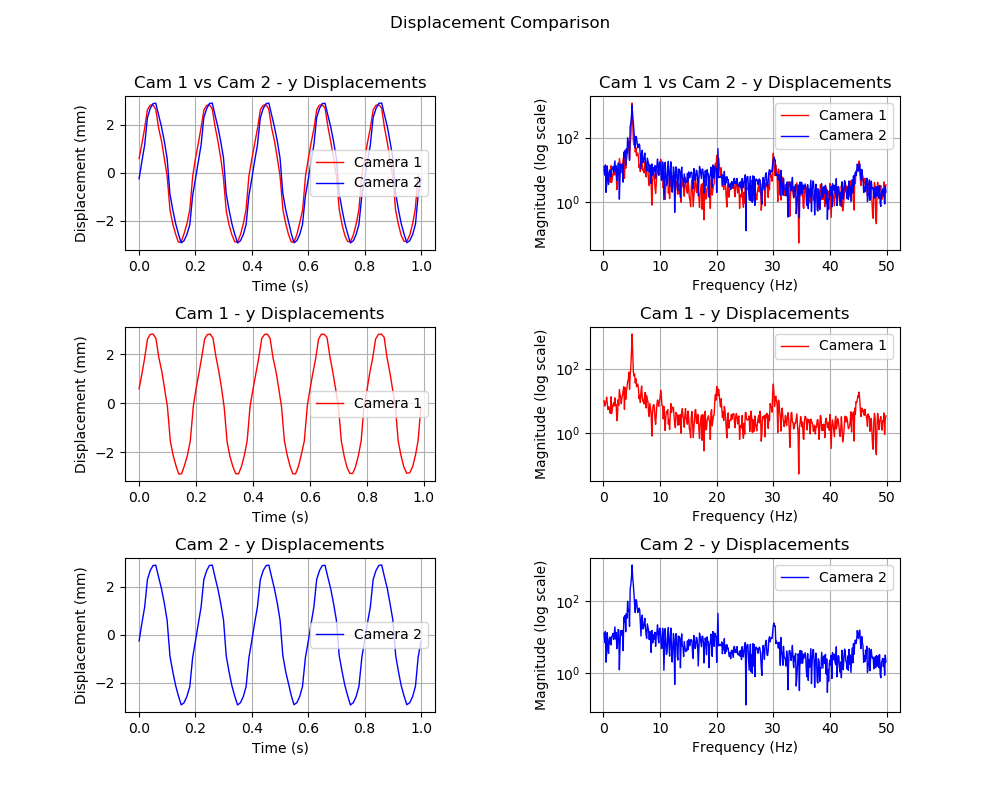 Displacement Comparison
Cam 1 vs Cam 2 - y Displacements
Displacement (mm)
2
0
−2
Camera 1
Camera 2
0.0 0.2 0.4 0.6 0.8 1.0
Time (s)
Cam 1 vs Cam 2 - y Displacements
Magnitude (log scale)
10²
10⁰
Camera 1
Camera 2
0 10 20 30 40 50
Frequency (Hz)
Cam 1 - y Displacements
Displacement (mm)
2
0
−2
Camera 1
0.0 0.2 0.4 0.6 0.8 1.0
Time (s)
Cam 1 - y Displacements
Magnitude (log scale)
10²
10⁰
Camera 1
0 10 20 30 40 50
Frequency (Hz)
Cam 2 - y Displacements
Displacement (mm)
2
0
−2
Camera 2
0.0 0.2 0.4 0.6 0.8 1.0
Time (s)
Cam 2 - y Displacements
Magnitude (log scale)
10²
10⁰
Camera 2
0 10 20 30 40 50
Frequency (Hz)